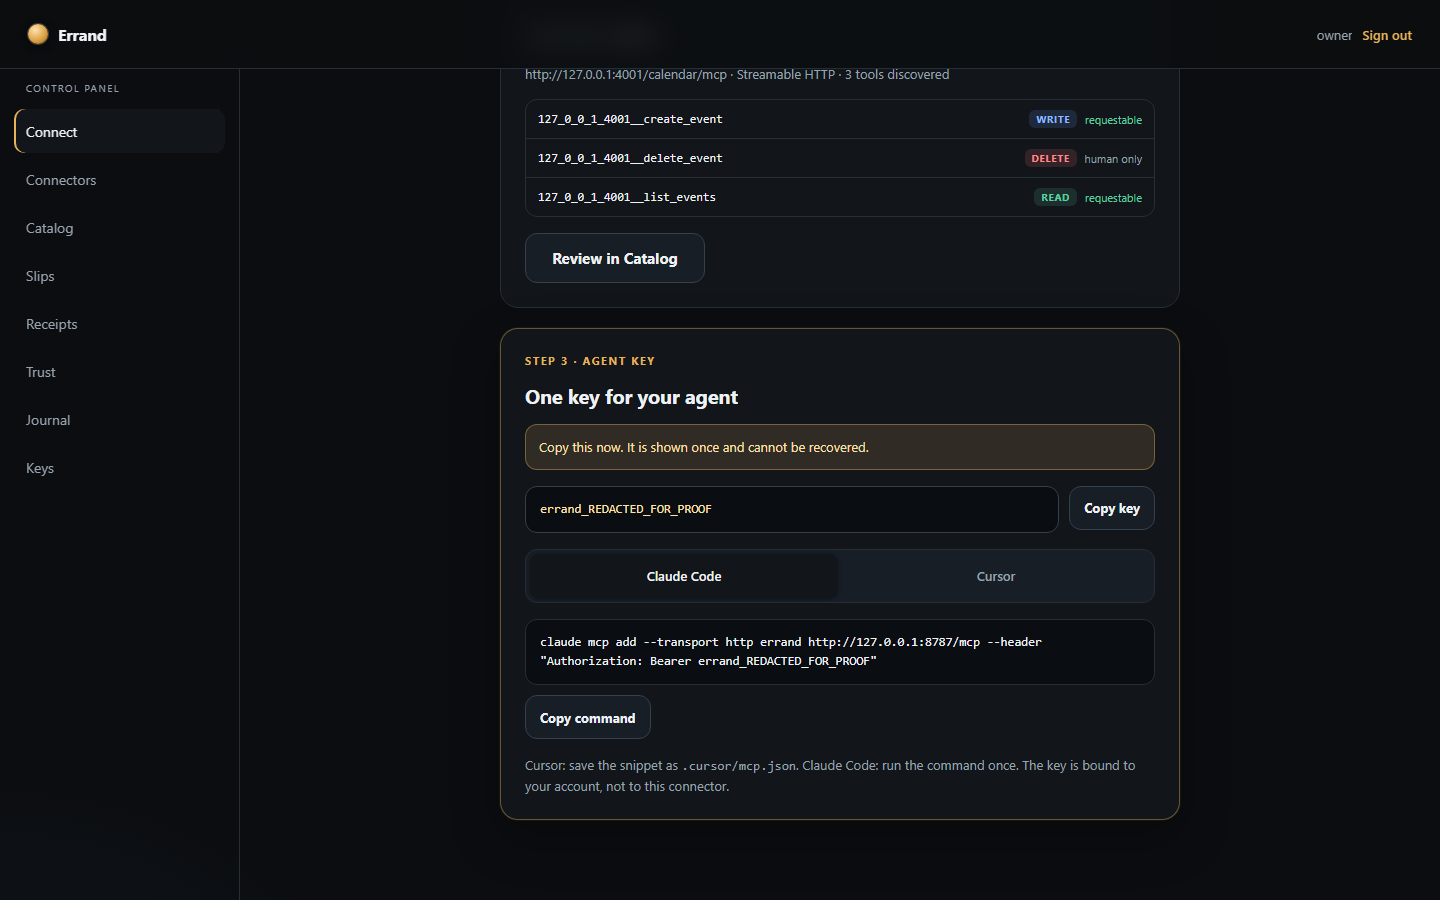 Errand
owner Sign out
CONTROL PANEL
Connect
Connectors
Catalog
Slips
Receipts
Trust
Journal
Keys
http://127.0.0.1:4001/calendar/mcp · Streamable HTTP · 3 tools discovered
127_0_0_1_4001__create_event WRITE requestable
127_0_0_1_4001__delete_event DELETE human only
127_0_0_1_4001__list_events READ requestable
Review in Catalog
STEP 3 · AGENT KEY
One key for your agent
Copy this now. It is shown once and cannot be recovered.
errand_REDACTED_FOR_PROOF Copy key
Claude Code Cursor
claude mcp add --transport http errand http://127.0.0.1:8787/mcp --header
"Authorization: Bearer errand_REDACTED_FOR_PROOF"
Copy command
Cursor: save the snippet as .cursor/mcp.json. Claude Code: run the command once. The key is bound to
your account, not to this connector.